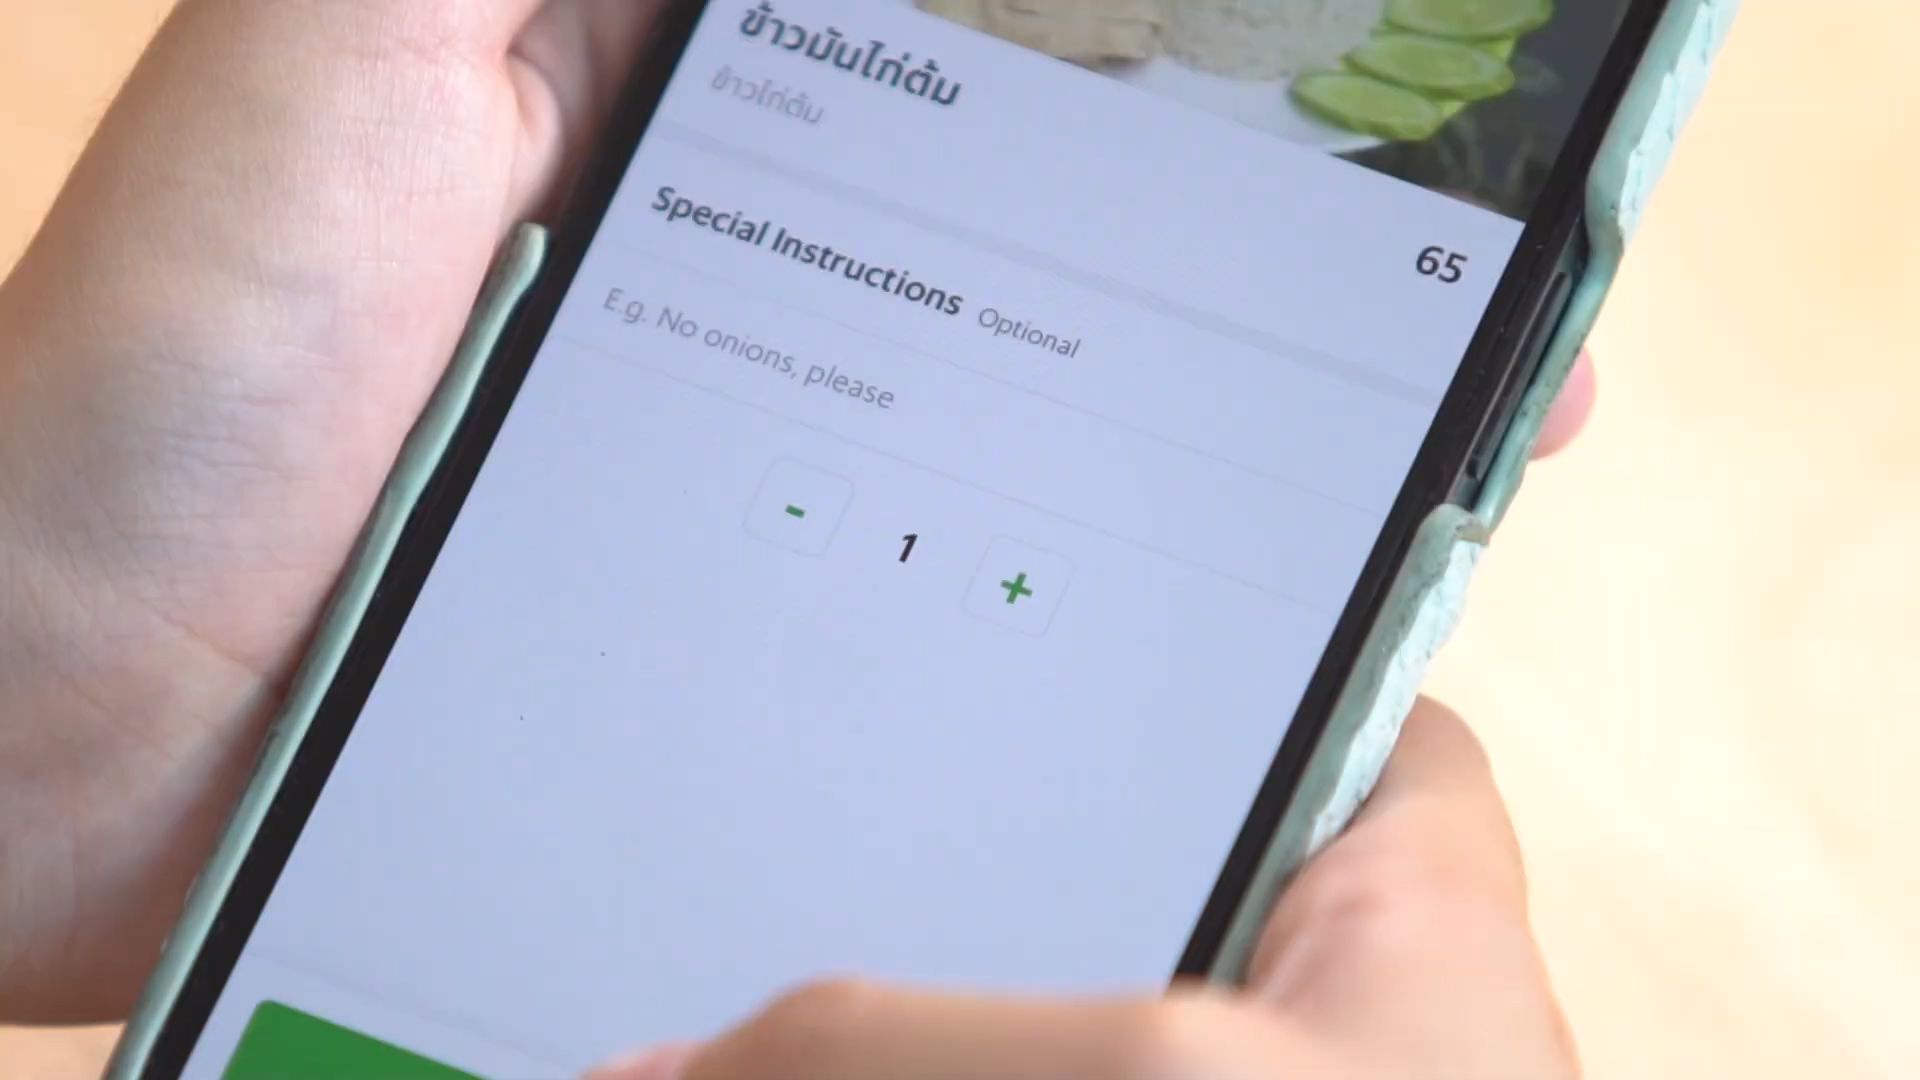 ข้าวมันไก่ต้ม
ข้าวไก่ต้ม
65
Special Instructions Optional
E.g. No onions, please
- 1 +